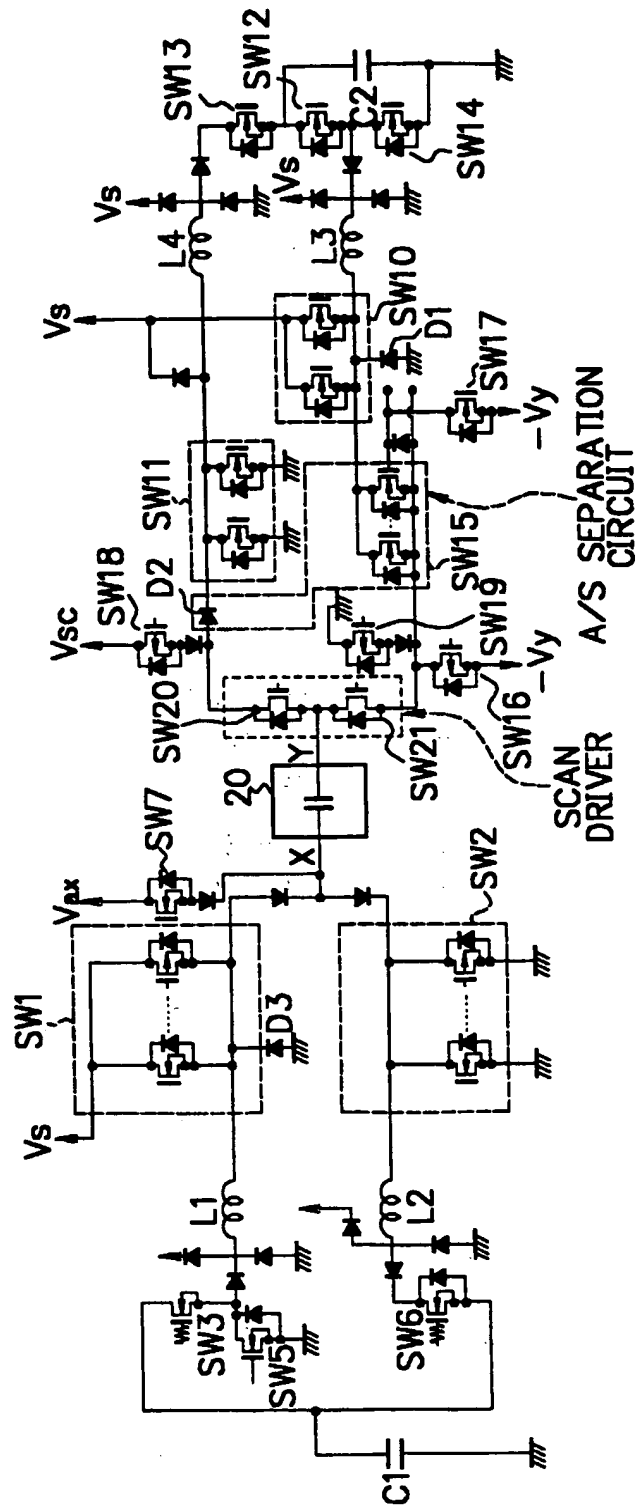 Vs
SW1
Vax
SW7
20
X
Y
D3
L1
L2
SW2
SW3
SW5
SW6
C1
Vsc
SW18
D2
SW20
SW21
SW11
Vs
L4
Vs
SW13
SW12
C2
SW14
Vs
L3
SW10
D1
SW17
-Vy
SW15
SW19
SW16
-Vy
SCAN
DRIVER
A/S SEPARATION
CIRCUIT